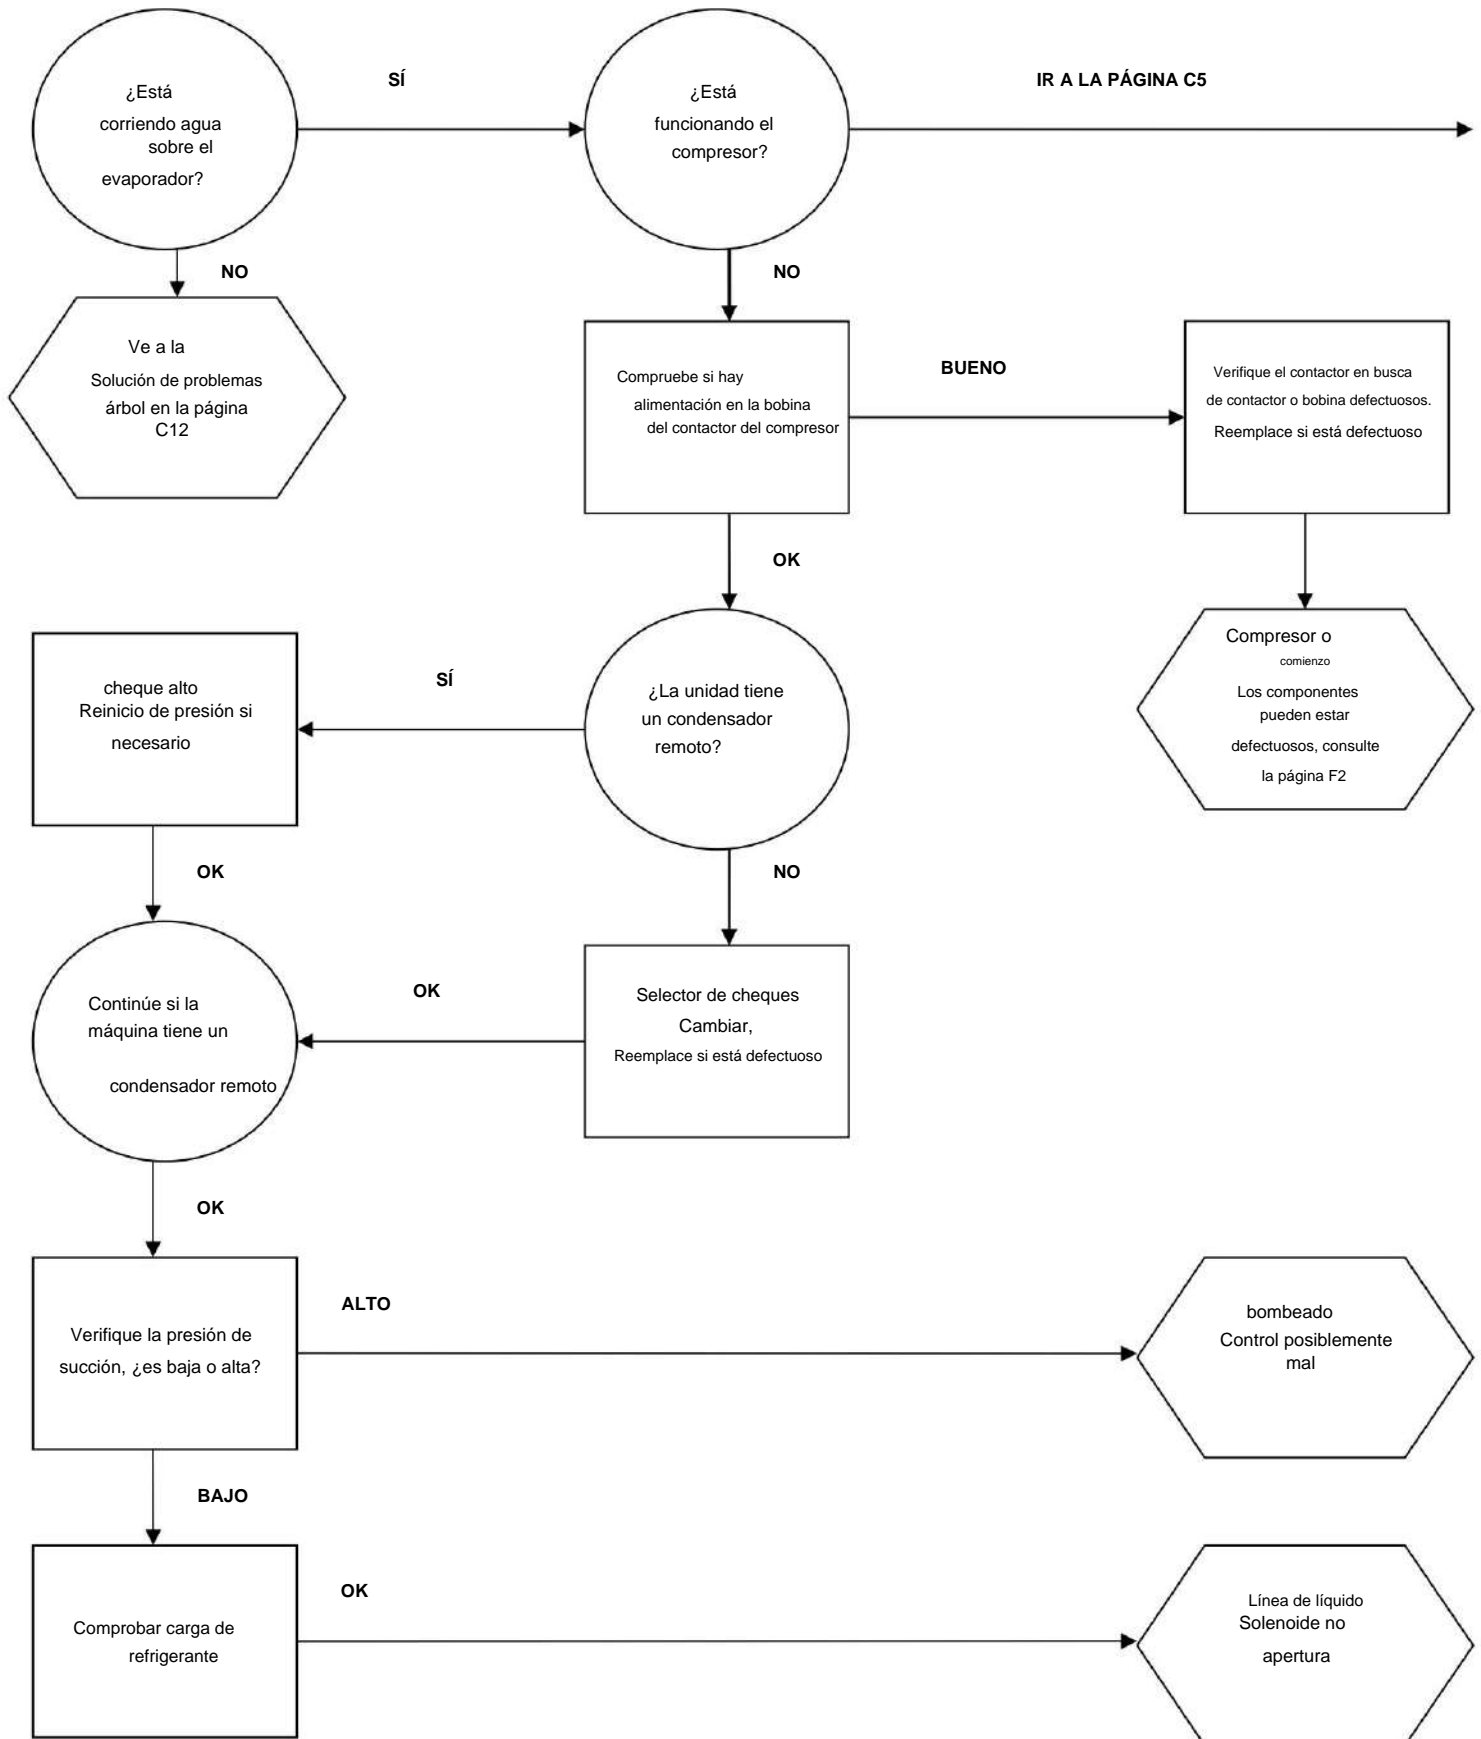 ¿Está
corriendo agua
sobre el
evaporador?
SÍ
¿Está
funcionando el
compresor?
IR A LA PÁGINA C5
NO
Ve a la
Solución de problemas
árbol en la página
C12
NO
Compruebe si hay
alimentación en la bobina
del contactor del compresor
BUENO
Verifique el contactor en busca
de contactor o bobina defectuosos.
Reemplace si está defectuoso
OK
Compresor o
comienzo
Los componentes
pueden estar
defectuosos, consulte
la página F2
¿La unidad tiene
un condensador
remoto?
SÍ
cheque alto
Reinicio de presión si
necesario
OK
NO
Selector de cheques
Cambiar,
Reemplace si está defectuoso
OK
Continúe si la
máquina tiene un
condensador remoto
OK
Verifique la presión de
succión, ¿es baja o alta?
ALTO
bombeado
Control posiblemente
mal
BAJO
Comprobar carga de
refrigerante
OK
Línea de líquido
Solenoide no
apertura